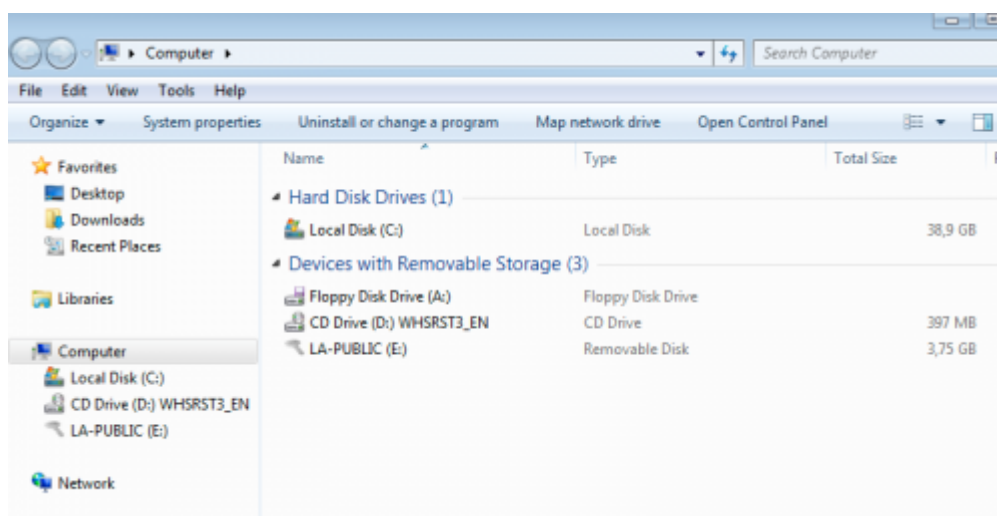 Computer
Search Computer
File Edit View Tools Help
Organize System properties Uninstall or change a program Map network drive Open Control Panel
Favorites
Desktop
Downloads
Recent Places
Libraries
Computer
Local Disk (C:)
CD Drive (D:) WHSRST3_EN
LA-PUBLIC (E:)
Network
Name Type Total Size
Hard Disk Drives (1)
Local Disk (C:) Local Disk 38,9 GB
Devices with Removable Storage (3)
Floppy Disk Drive (A:) Floppy Disk Drive
CD Drive (D:) WHSRST3_EN CD Drive 397 MB
LA-PUBLIC (E:) Removable Disk 3,75 GB